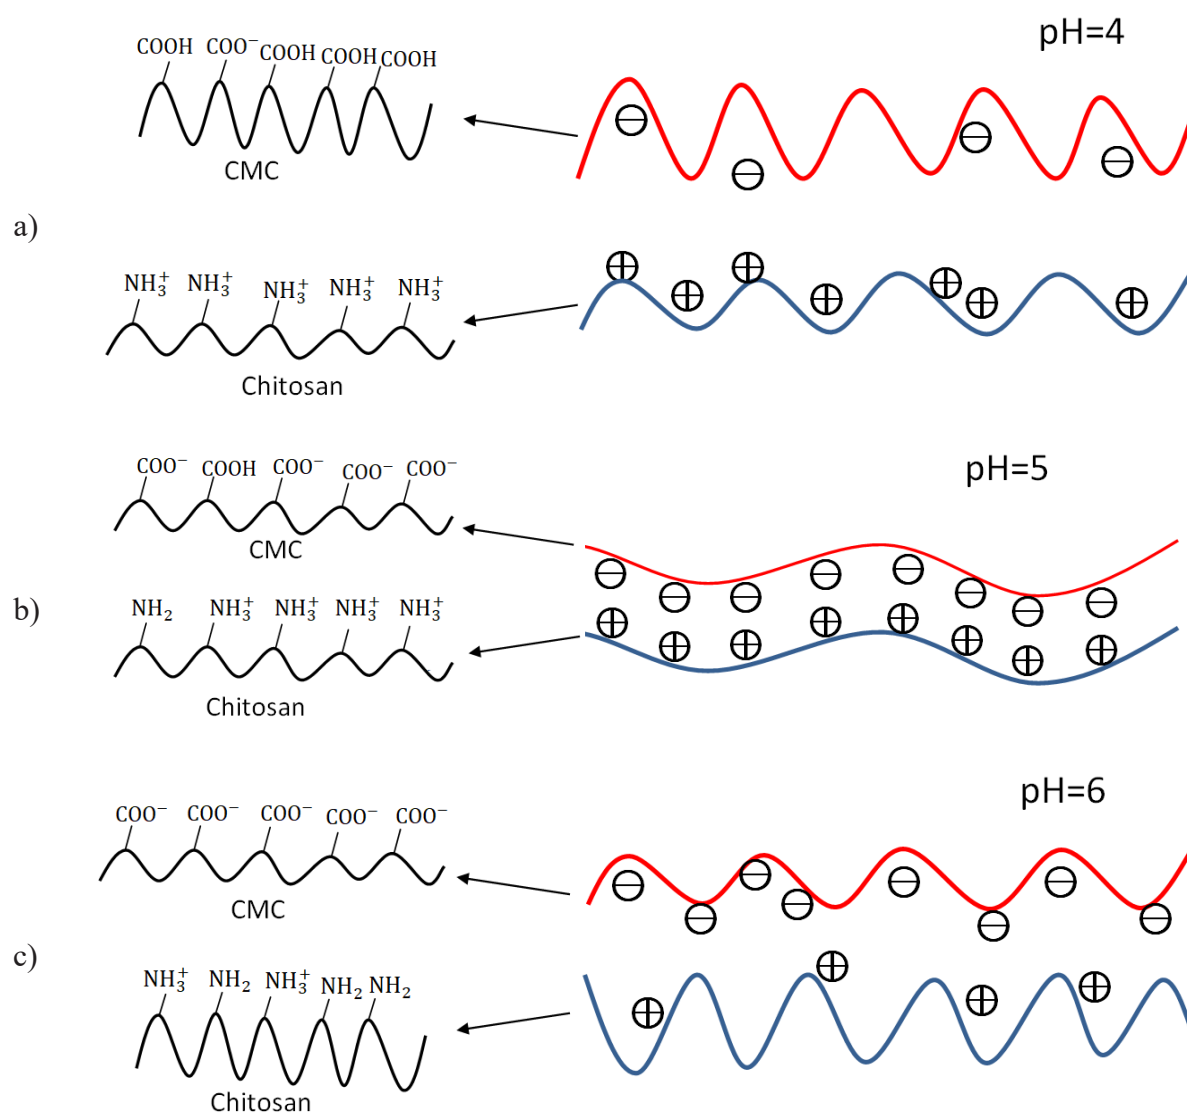 pH=4
COOH COO⁻ COOH COOH COOH
CMC
a)
NH₃⁺ NH₃⁺ NH₃⁺ NH₃⁺ NH₃⁺
Chitosan
pH=5
COO⁻ COOH COO⁻ COO⁻ COO⁻
CMC
b)
NH₂ NH₃⁺ NH₃⁺ NH₃⁺ NH₃⁺
Chitosan
pH=6
COO⁻ COO⁻ COO⁻ COO⁻ COO⁻
CMC
c)
NH₃⁺ NH₂ NH₃⁺ NH₂ NH₂
Chitosan